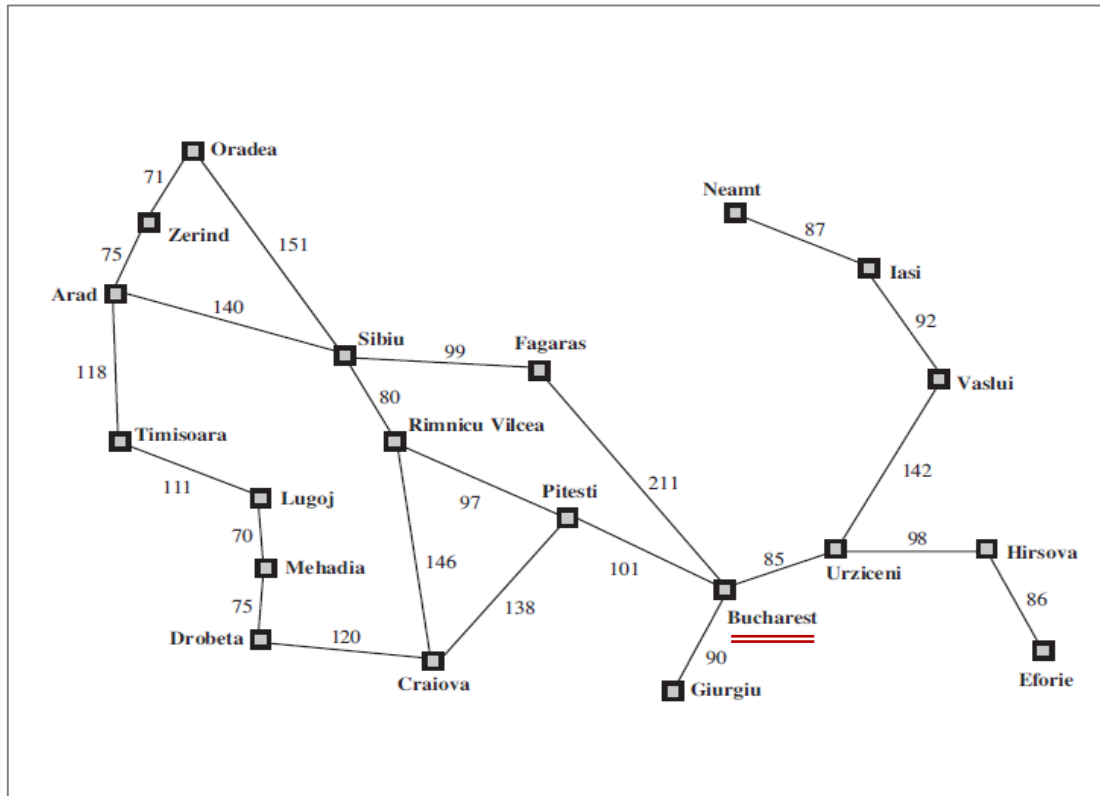 Oradea
71
Neamt
Zerind
87
75
151
Iasi
Arad
140
92
Sibiu
Fagaras
99
118
Vaslui
80
Timisoara
Rimnicu Vilcea
142
111
211
Lugoj
97
Pitesti
70
98
Hirsova
146
85
Urziceni
Mehadia
101
86
75
138
Bucharest
Drobeta
120
90
Eforie
Craiova
Giurgiu